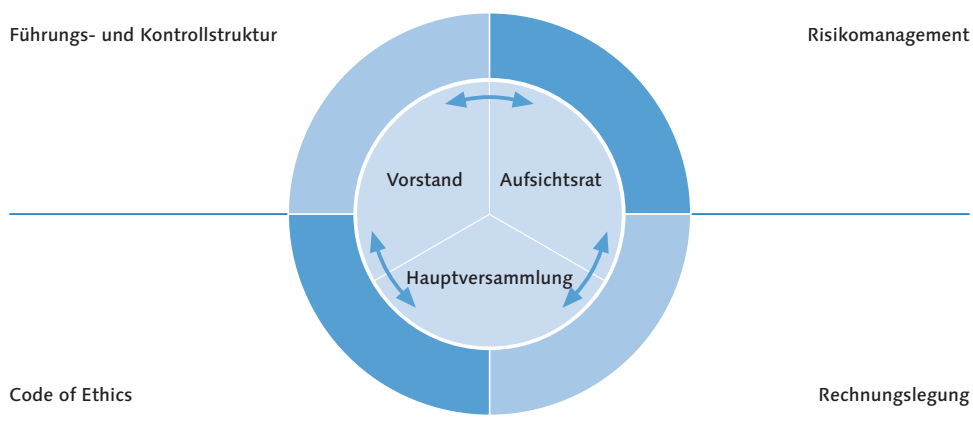 Führungs- und Kontrollstruktur
Risikomanagement
Vorstand
Aufsichtsrat
Hauptversammlung
Code of Ethics
Rechnungslegung